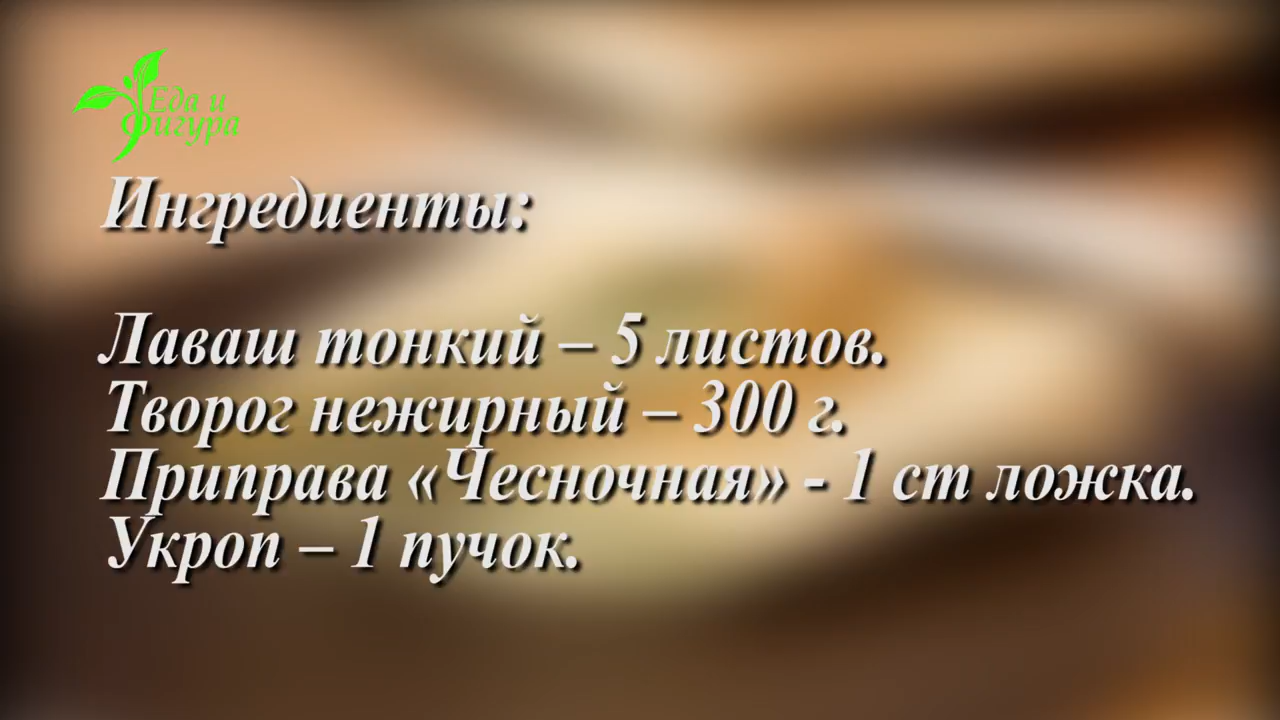 Еда и
Фигура
Ингредиенты:
Лаваш тонкий – 5 листов.
Творог нежирный – 300 г.
Приправа «Чесночная» - 1 ст ложка.
Укроп – 1 пучок.